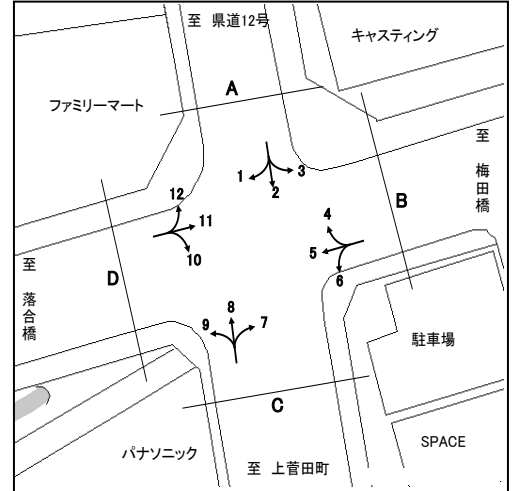 至 県道12号
キャスティング
A
ファミリーマート
至 梅田橋
1
2
3
12
11
10
B
4
5
6
D
至 落合橋
8
9
7
駐車場
C
パナソニック
至 上菅田町
SPACE